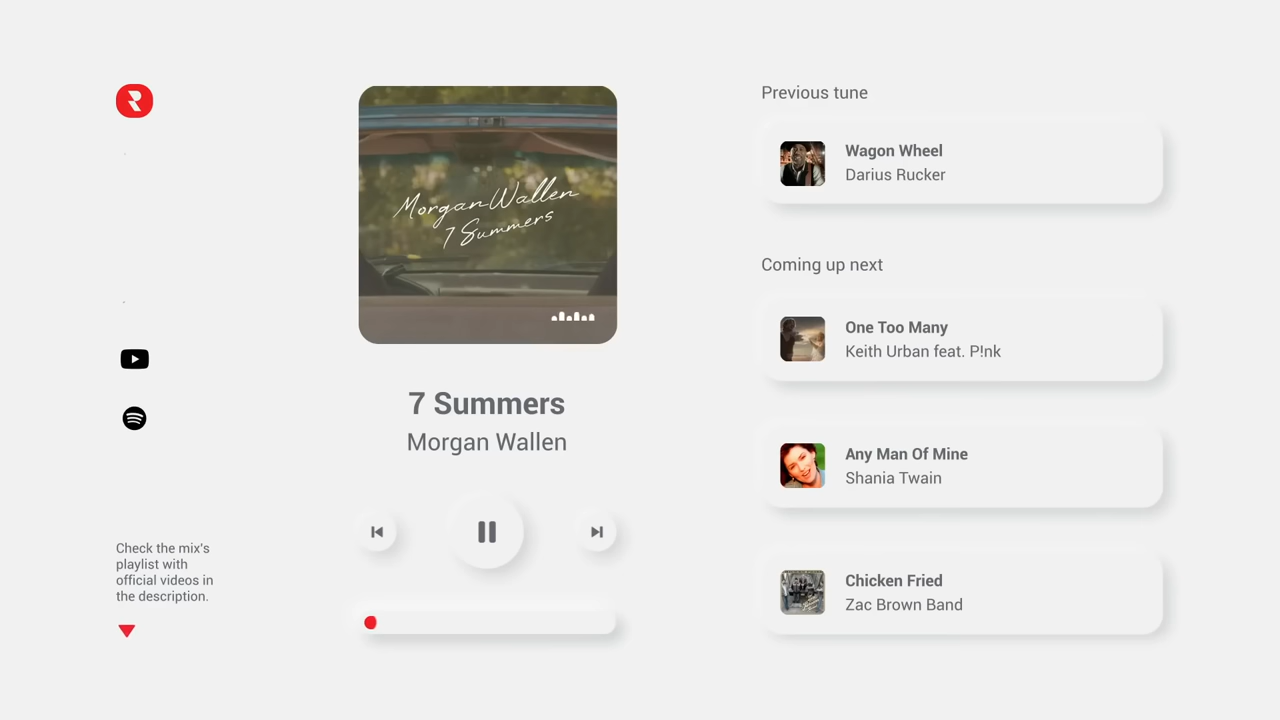 Check the mix's
playlist with
official videos in
the description.
Morgan Wallen
7 Summers
7 Summers
Morgan Wallen
Previous tune
Wagon Wheel
Darius Rucker
Coming up next
One Too Many
Keith Urban feat. P!nk
Any Man Of Mine
Shania Twain
Chicken Fried
Zac Brown Band